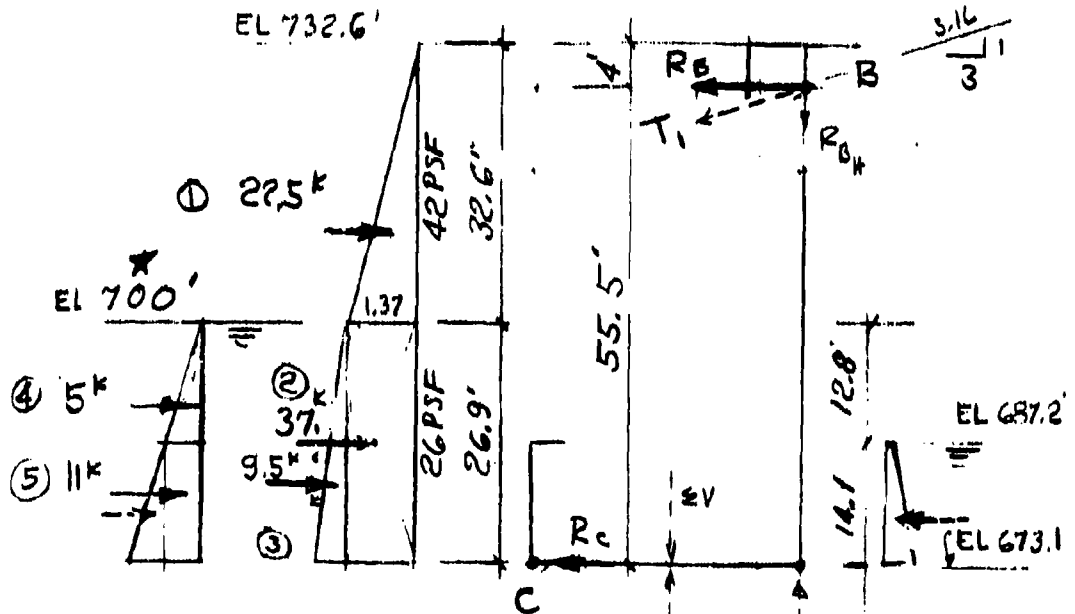 EL 732.6'
3.16
1
3
4'
RB
B
T1
RBH
① 22.5K
42 PSF
32.6'
★
EL 700'
1.37
55.5'
12.8'
④ 5K
②
37.K
26 PSF
26.9'
EL 687.2'
⑤ 11K
9.5K
ΣV
14.1
③
RC
EL 673.1
C